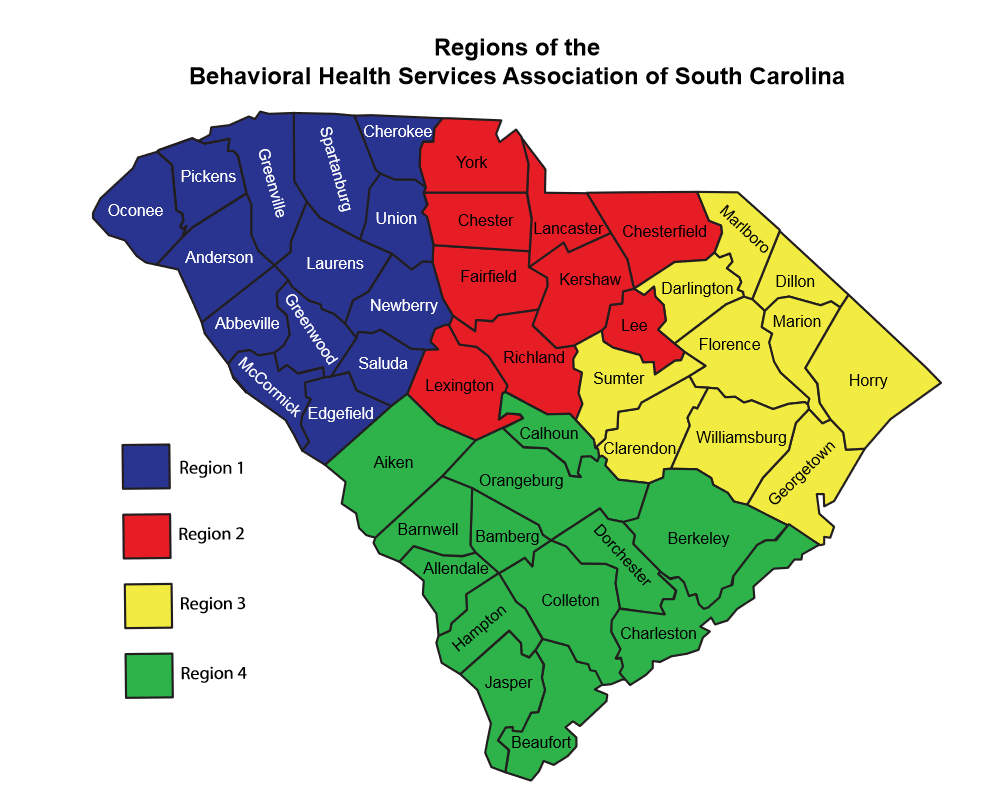 Regions of the
Behavioral Health Services Association of South Carolina
Cherokee
York
Spartanburg
Greenville
Pickens
Oconee
Union
Chester
Lancaster
Chesterfield
Marlboro
Anderson
Laurens
Fairfield
Kershaw
Darlington
Dillon
Newberry
Abbeville
Greenwood
Lee
Marion
Florence
Saluda
Richland
Sumter
Horry
McCormick
Edgefield
Lexington
Calhoun
Clarendon
Williamsburg
Georgetown
Aiken
Orangeburg
Region 1
Region 2
Region 3
Region 4
Barnwell
Bamberg
Dorchester
Berkeley
Allendale
Colleton
Hampton
Charleston
Jasper
Beaufort